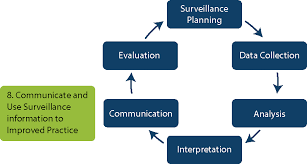 Surveillance
Planning
Evaluation
Data Collection
8. Communicate and
Use Surveillance
information to
Improved Practice
Communication
Analysis
Interpretation